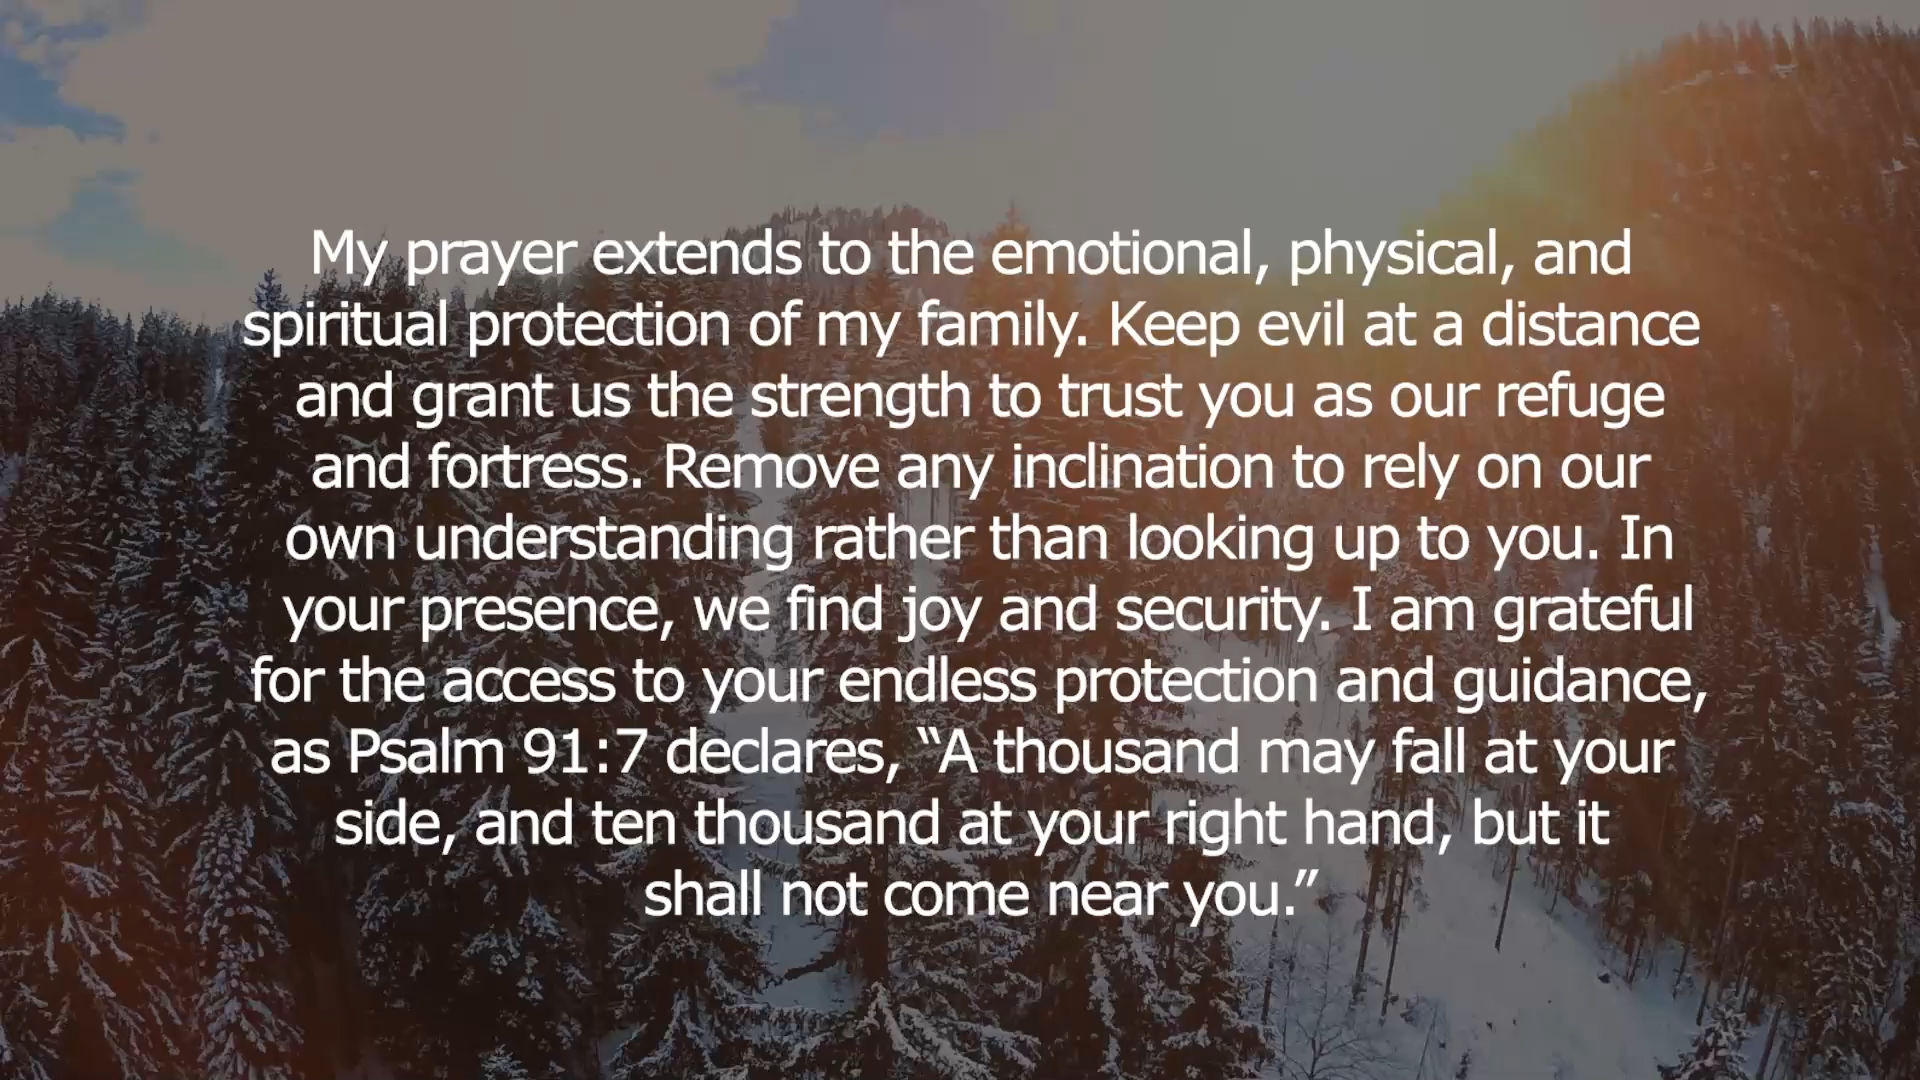 My prayer extends to the emotional, physical, and
spiritual protection of my family. Keep evil at a distance
and grant us the strength to trust you as our refuge
and fortress. Remove any inclination to rely on our
own understanding rather than looking up to you. In
your presence, we find joy and security. I am grateful
for the access to your endless protection and guidance,
as Psalm 91:7 declares, “A thousand may fall at your
side, and ten thousand at your right hand, but it
shall not come near you.”